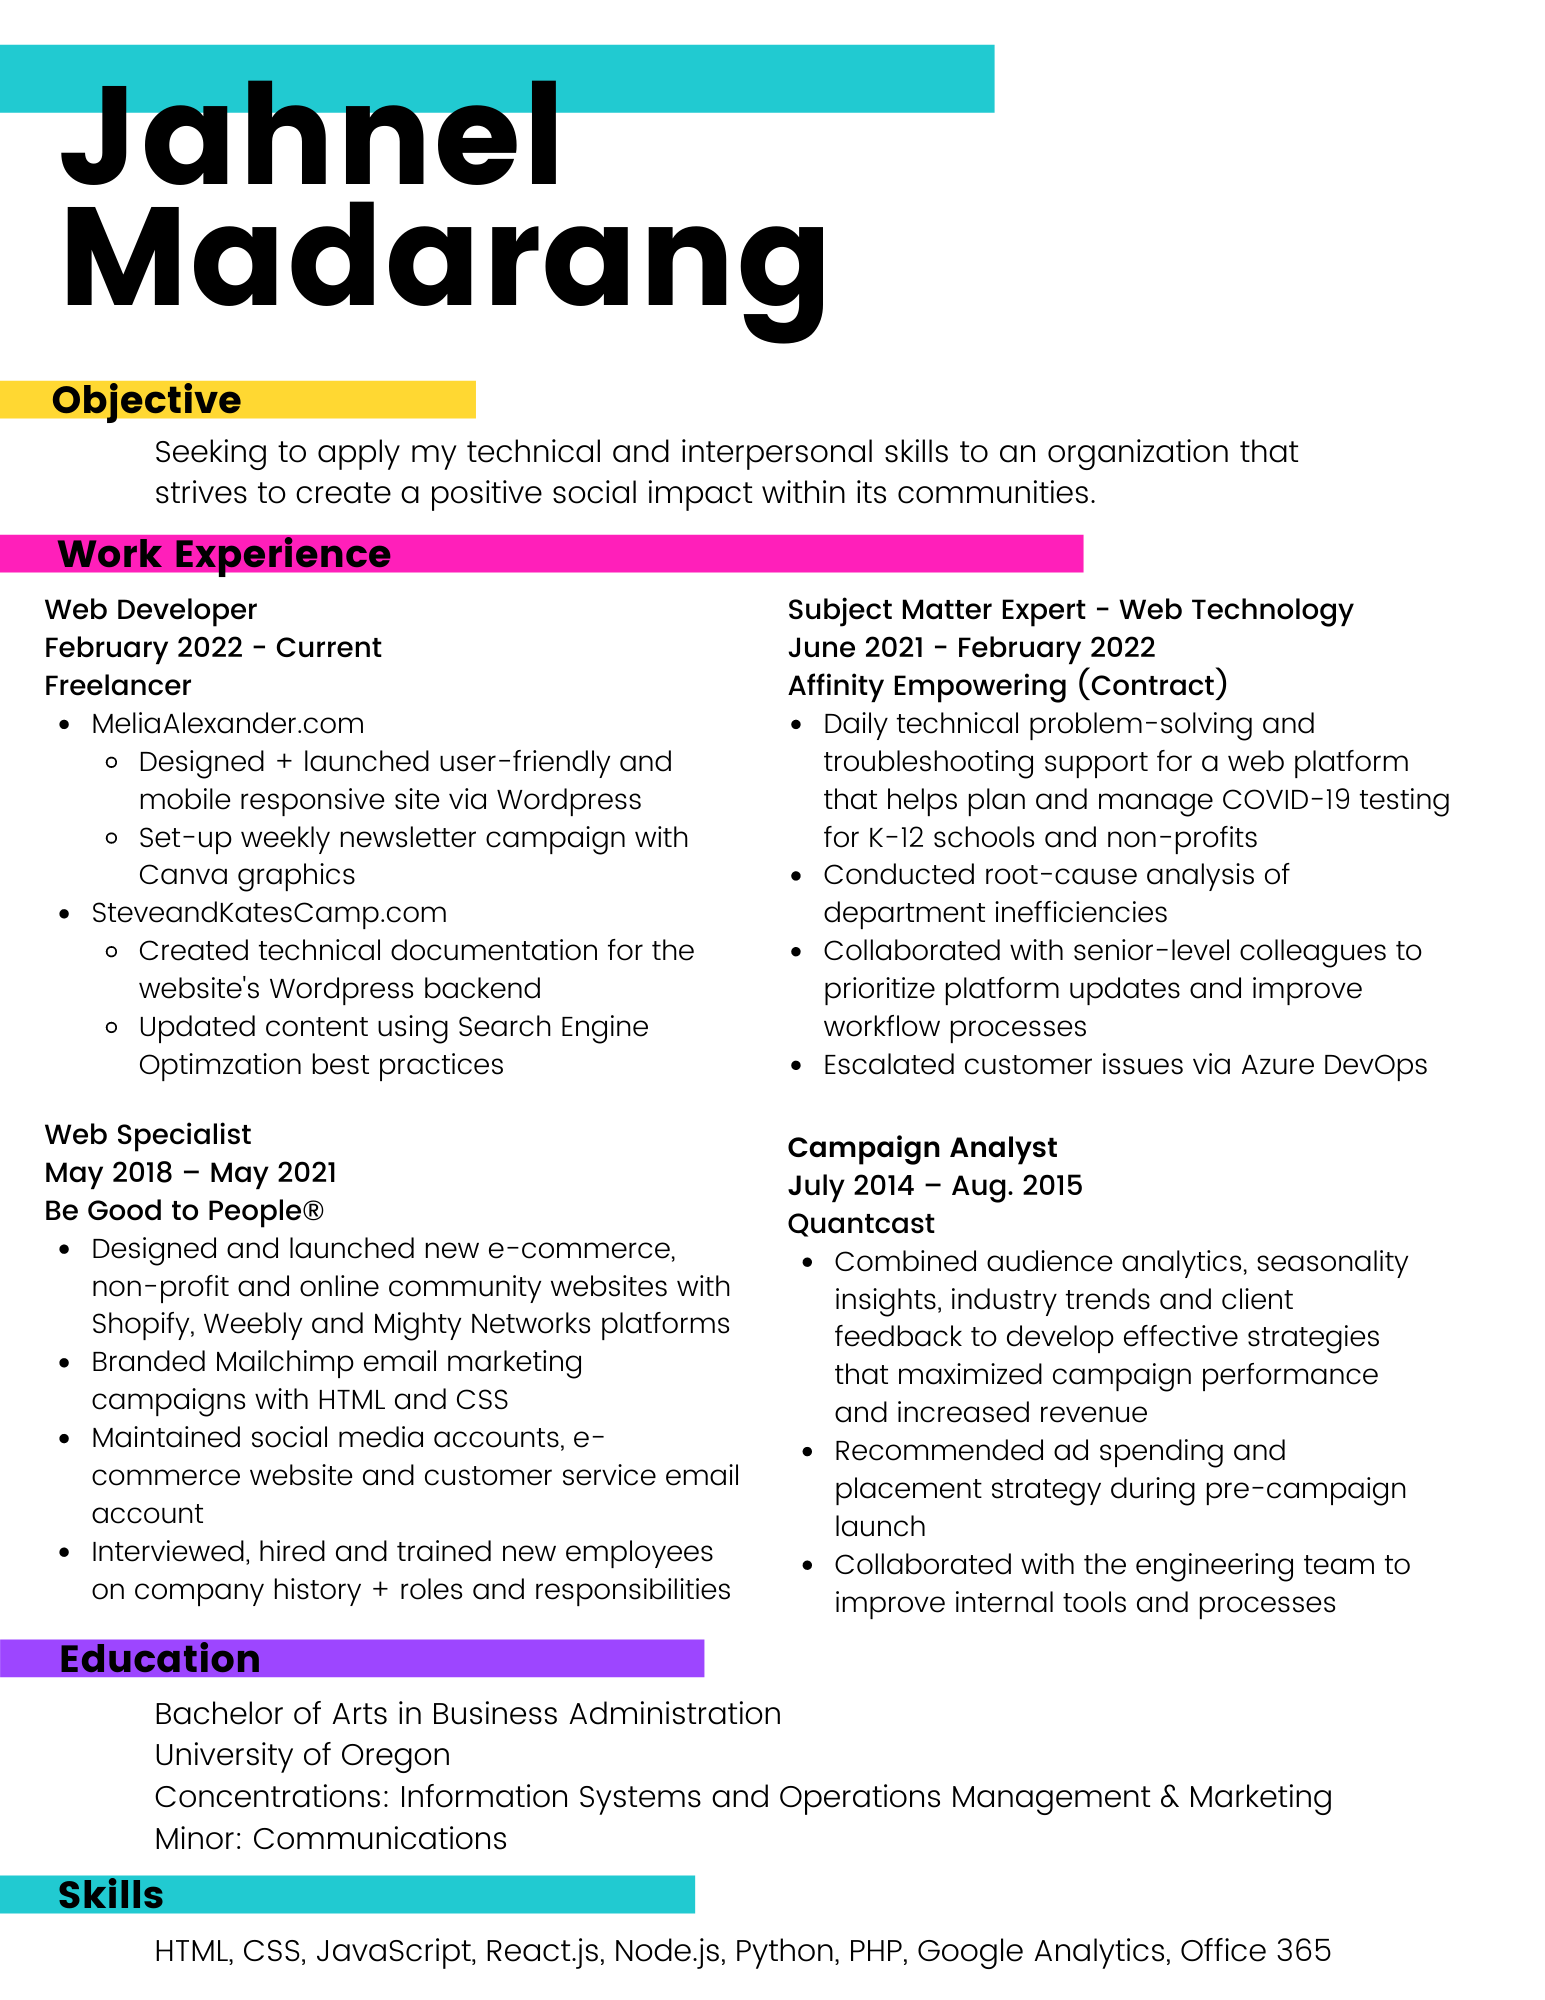 Jahnel
Madarang
Objective
Seeking to apply my technical and interpersonal skills to an organization that
strives to create a positive social impact within its communities.
Work Experience
Web Developer
February 2022 - Current
Freelancer
• MeliaAlexander.com
◦ Designed + launched user-friendly and
mobile responsive site via Wordpress
◦ Set-up weekly newsletter campaign with
Canva graphics
• SteveandKatesCamp.com
◦ Created technical documentation for the
website's Wordpress backend
◦ Updated content using Search Engine
Optimzation best practices
Web Specialist
May 2018 – May 2021
Be Good to People®
• Designed and launched new e-commerce,
non-profit and online community websites with
Shopify, Weebly and Mighty Networks platforms
• Branded Mailchimp email marketing
campaigns with HTML and CSS
• Maintained social media accounts, e-
commerce website and customer service email
account
• Interviewed, hired and trained new employees
on company history + roles and responsibilities
Subject Matter Expert - Web Technology
June 2021 - February 2022
Affinity Empowering (Contract)
• Daily technical problem-solving and
troubleshooting support for a web platform
that helps plan and manage COVID-19 testing
for K-12 schools and non-profits
• Conducted root-cause analysis of
department inefficiencies
• Collaborated with senior-level colleagues to
prioritize platform updates and improve
workflow processes
• Escalated customer issues via Azure DevOps
Campaign Analyst
July 2014 – Aug. 2015
Quantcast
• Combined audience analytics, seasonality
insights, industry trends and client
feedback to develop effective strategies
that maximized campaign performance
and increased revenue
• Recommended ad spending and
placement strategy during pre-campaign
launch
• Collaborated with the engineering team to
improve internal tools and processes
Education
Bachelor of Arts in Business Administration
University of Oregon
Concentrations: Information Systems and Operations Management & Marketing
Minor: Communications
Skills
HTML, CSS, JavaScript, React.js, Node.js, Python, PHP, Google Analytics, Office 365